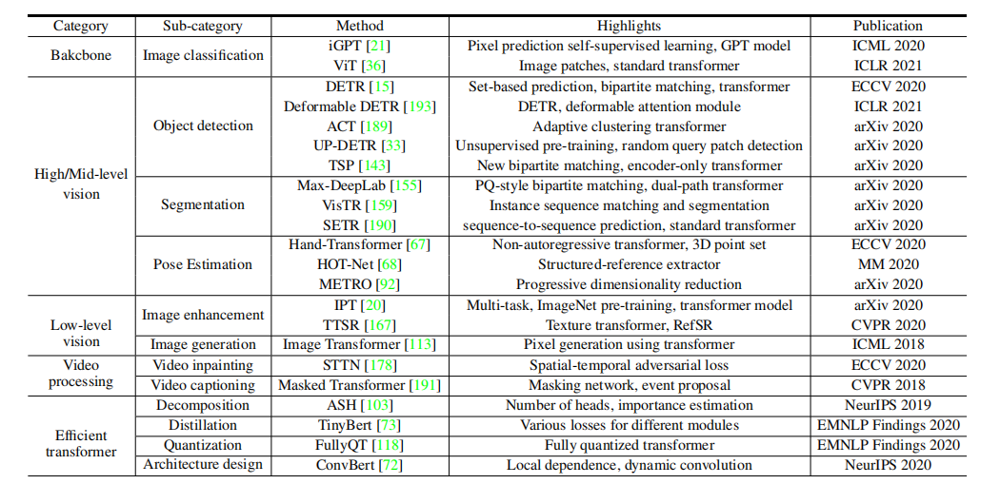 Category Sub-category Method Highlights Publication
Bakcbone Image classification iGPT [21] Pixel prediction self-supervised learning, GPT model ICML 2020
ViT [36] Image patches, standard transformer ICLR 2021
High/Mid-level vision Object detection DETR [15] Set-based prediction, bipartite matching, transformer ECCV 2020
Deformable DETR [193] DETR, deformable attention module ICLR 2021
ACT [189] Adaptive clustering transformer arXiv 2020
UP-DETR [33] Unsupervised pre-training, random query patch detection arXiv 2020
TSP [143] New bipartite matching, encoder-only transformer arXiv 2020
Segmentation Max-DeepLab [155] PQ-style bipartite matching, dual-path transformer arXiv 2020
VisTR [159] Instance sequence matching and segmentation arXiv 2020
SETR [190] sequence-to-sequence prediction, standard transformer arXiv 2020
Pose Estimation Hand-Transformer [67] Non-autoregressive transformer, 3D point set ECCV 2020
HOT-Net [68] Structured-reference extractor MM 2020
METRO [92] Progressive dimensionality reduction arXiv 2020
Low-level vision Image enhancement IPT [20] Multi-task, ImageNet pre-training, transformer model arXiv 2020
TTSR [167] Texture transformer, RefSR CVPR 2020
Image generation Image Transformer [113] Pixel generation using transformer ICML 2018
Video processing Video inpainting STTN [178] Spatial-temporal adversarial loss ECCV 2020
Video captioning Masked Transformer [191] Masking network, event proposal CVPR 2018
Efficient transformer Decomposition ASH [103] Number of heads, importance estimation NeurIPS 2019
Distillation TinyBert [73] Various losses for different modules EMNLP Findings 2020
Quantization FullyQT [118] Fully quantized transformer EMNLP Findings 2020
Architecture design ConvBert [72] Local dependence, dynamic convolution NeurIPS 2020